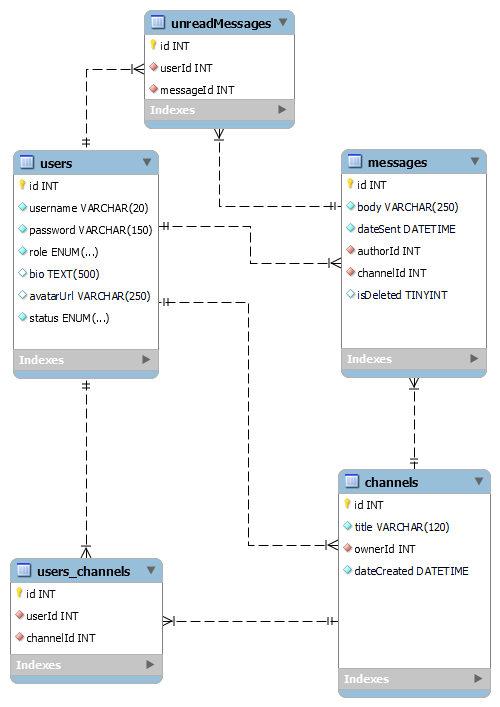 unreadMessages
id INT
userId INT
messageId INT
Indexes
users
id INT
username VARCHAR(20)
password VARCHAR(150)
role ENUM(...)
bio TEXT(500)
avatarUrl VARCHAR(250)
status ENUM(...)
Indexes
messages
id INT
body VARCHAR(250)
dateSent DATETIME
authorId INT
channelId INT
isDeleted TINYINT
Indexes
channels
id INT
title VARCHAR(120)
ownerId INT
dateCreated DATETIME
Indexes
users_channels
id INT
userId INT
channelId INT
Indexes